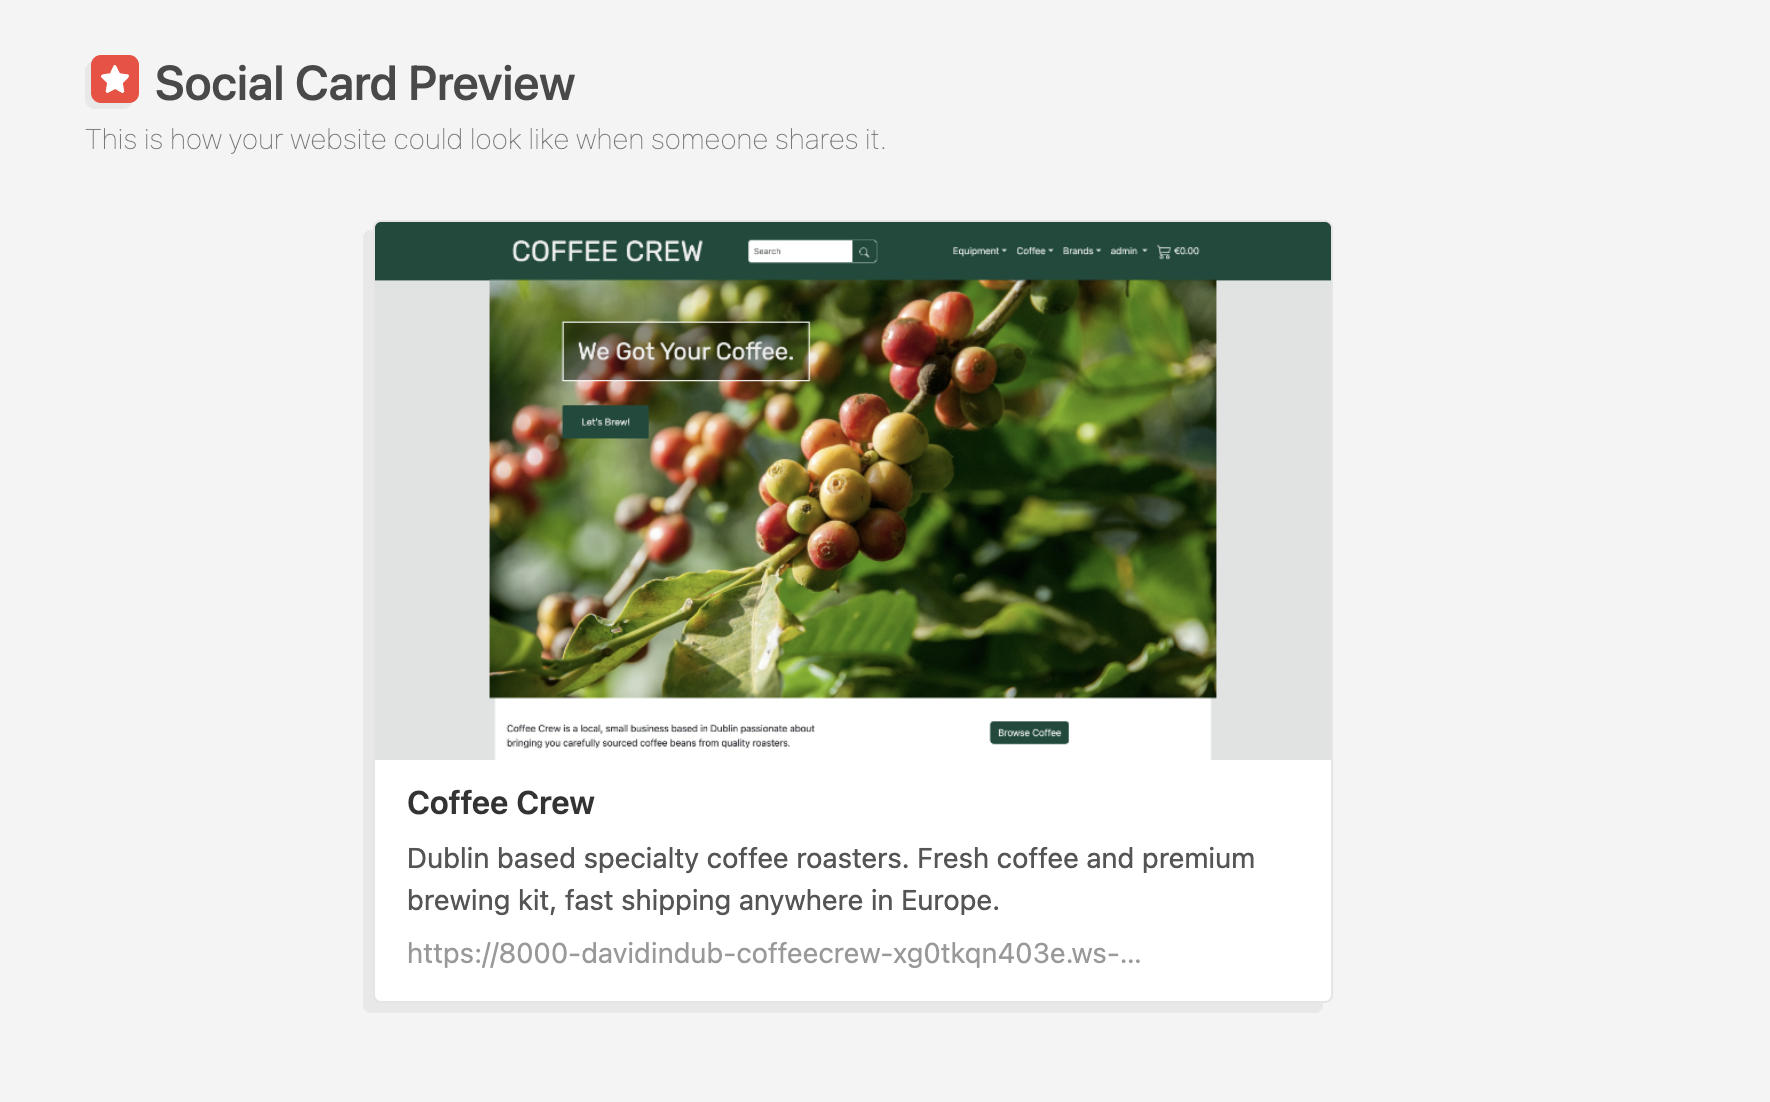 Social Card Preview
This is how your website could look like when someone shares it.
COFFEE CREW
Search
Equipment
Coffee
Brands
admin
€0.00
We Got Your Coffee.
Let's Brew!
Coffee Crew is a local, small business based in Dublin passionate about
bringing you carefully sourced coffee beans from quality roasters.
Browse Coffee
Coffee Crew
Dublin based specialty coffee roasters. Fresh coffee and premium
brewing kit, fast shipping anywhere in Europe.
https://8000-davidindub-coffeecrew-xg0tkqn403e.ws-...